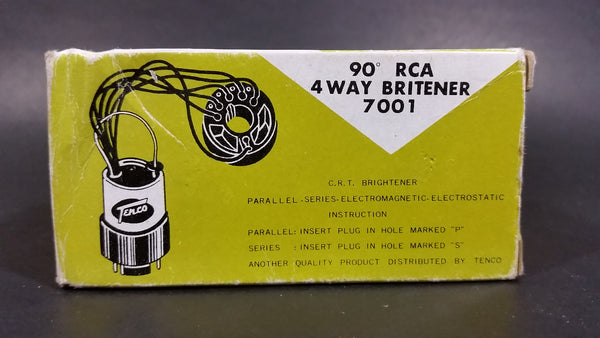 90° RCA
4 WAY BRITENER
7001
Tenco
C.R.T. BRIGHTENER
PARALLEL-SERIES-ELECTROMAGNETIC-ELECTROSTATIC
INSTRUCTION
PARALLEL: INSERT PLUG IN HOLE MARKED "P"
SERIES : INSERT PLUG IN HOLE MARKED "S"
ANOTHER QUALITY PRODUCT DISTRIBUTED BY TENCO